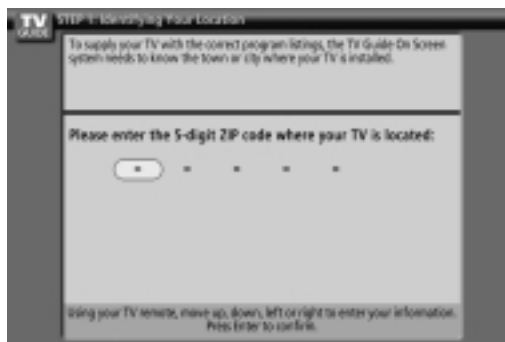 TV
GUIDE
STEP 1: Identifying Your Location
To supply your TV with the correct program listings, the TV Guide On Screen
system needs to know the town or city where your TV is installed.
Please enter the 5-digit ZIP code where your TV is located:
- - - - -
Using your TV remote, move up, down, left or right to enter your information.
Press Enter to confirm.